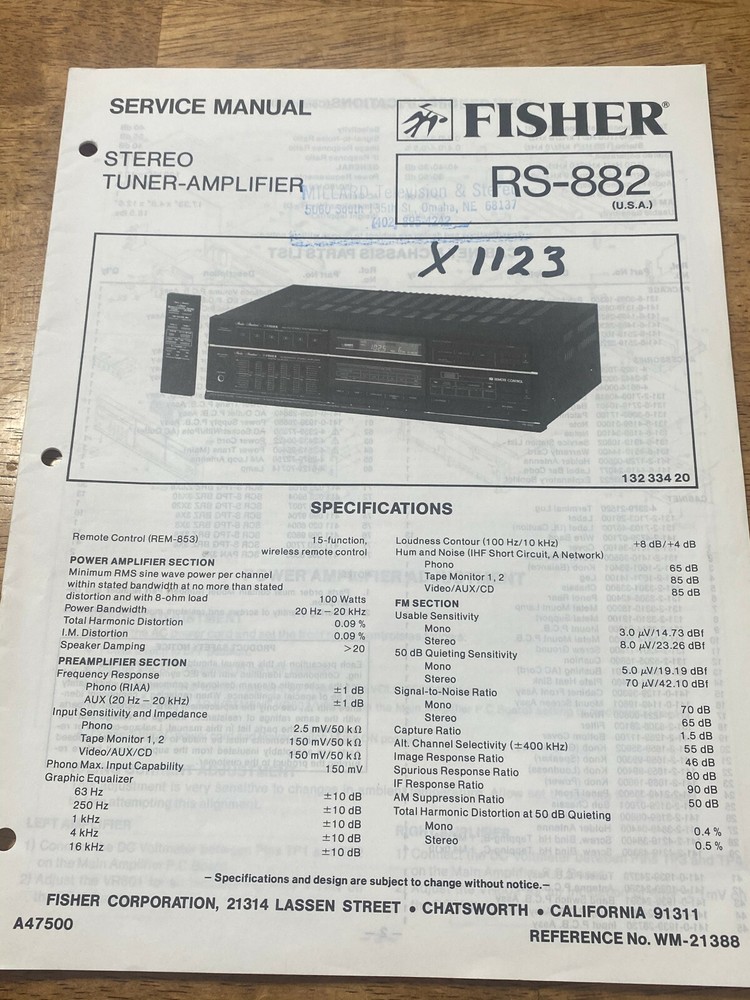 SERVICE MANUAL
FISHER®
STEREO
TUNER-AMPLIFIER
RS-882
(U.S.A.)
MILLARD Television & Stereo
Omaha, NE 68137
X 1123
132 334 20
SPECIFICATIONS
Remote Control (REM-853) 15-function,
wireless remote control
POWER AMPLIFIER SECTION
Minimum RMS sine wave power per channel
within stated bandwidth at no more than stated
distortion and with 8-ohm load 100 Watts
Power Bandwidth 20 Hz – 20 kHz
Total Harmonic Distortion 0.09 %
I.M. Distortion 0.09 %
Speaker Damping >20
PREAMPLIFIER SECTION
Frequency Response
Phono (RIAA) ±1 dB
AUX (20 Hz – 20 kHz) ±1 dB
Input Sensitivity and Impedance
Phono 2.5 mV/50 kΩ
Tape Monitor 1, 2 150 mV/50 kΩ
Video/AUX/CD 150 mV/50 kΩ
Phono Max. Input Capability 150 mV
Graphic Equalizer
63 Hz ±10 dB
250 Hz ±10 dB
1 kHz ±10 dB
4 kHz ±10 dB
16 kHz ±10 dB
Loudness Contour (100 Hz/10 kHz) +8 dB/+4 dB
Hum and Noise (IHF Short Circuit, A Network)
Phono 65 dB
Tape Monitor 1, 2 85 dB
Video/AUX/CD 85 dB
FM SECTION
Usable Sensitivity
Mono 3.0 µV/14.73 dBf
Stereo 8.0 µV/23.26 dBf
50 dB Quieting Sensitivity
Mono 5.0 µV/19.19 dBf
Stereo 70 µV/42.10 dBf
Signal-to-Noise Ratio
Mono 70 dB
Stereo 65 dB
Capture Ratio 1.5 dB
Alt. Channel Selectivity (±400 kHz) 55 dB
Image Response Ratio 46 dB
Spurious Response Ratio 80 dB
IF Response Ratio 90 dB
AM Suppression Ratio 50 dB
Total Harmonic Distortion at 50 dB Quieting
Mono 0.4 %
Stereo 0.5 %
– Specifications and design are subject to change without notice. –
FISHER CORPORATION, 21314 LASSEN STREET • CHATSWORTH • CALIFORNIA 91311
A47500
REFERENCE No. WM-21388